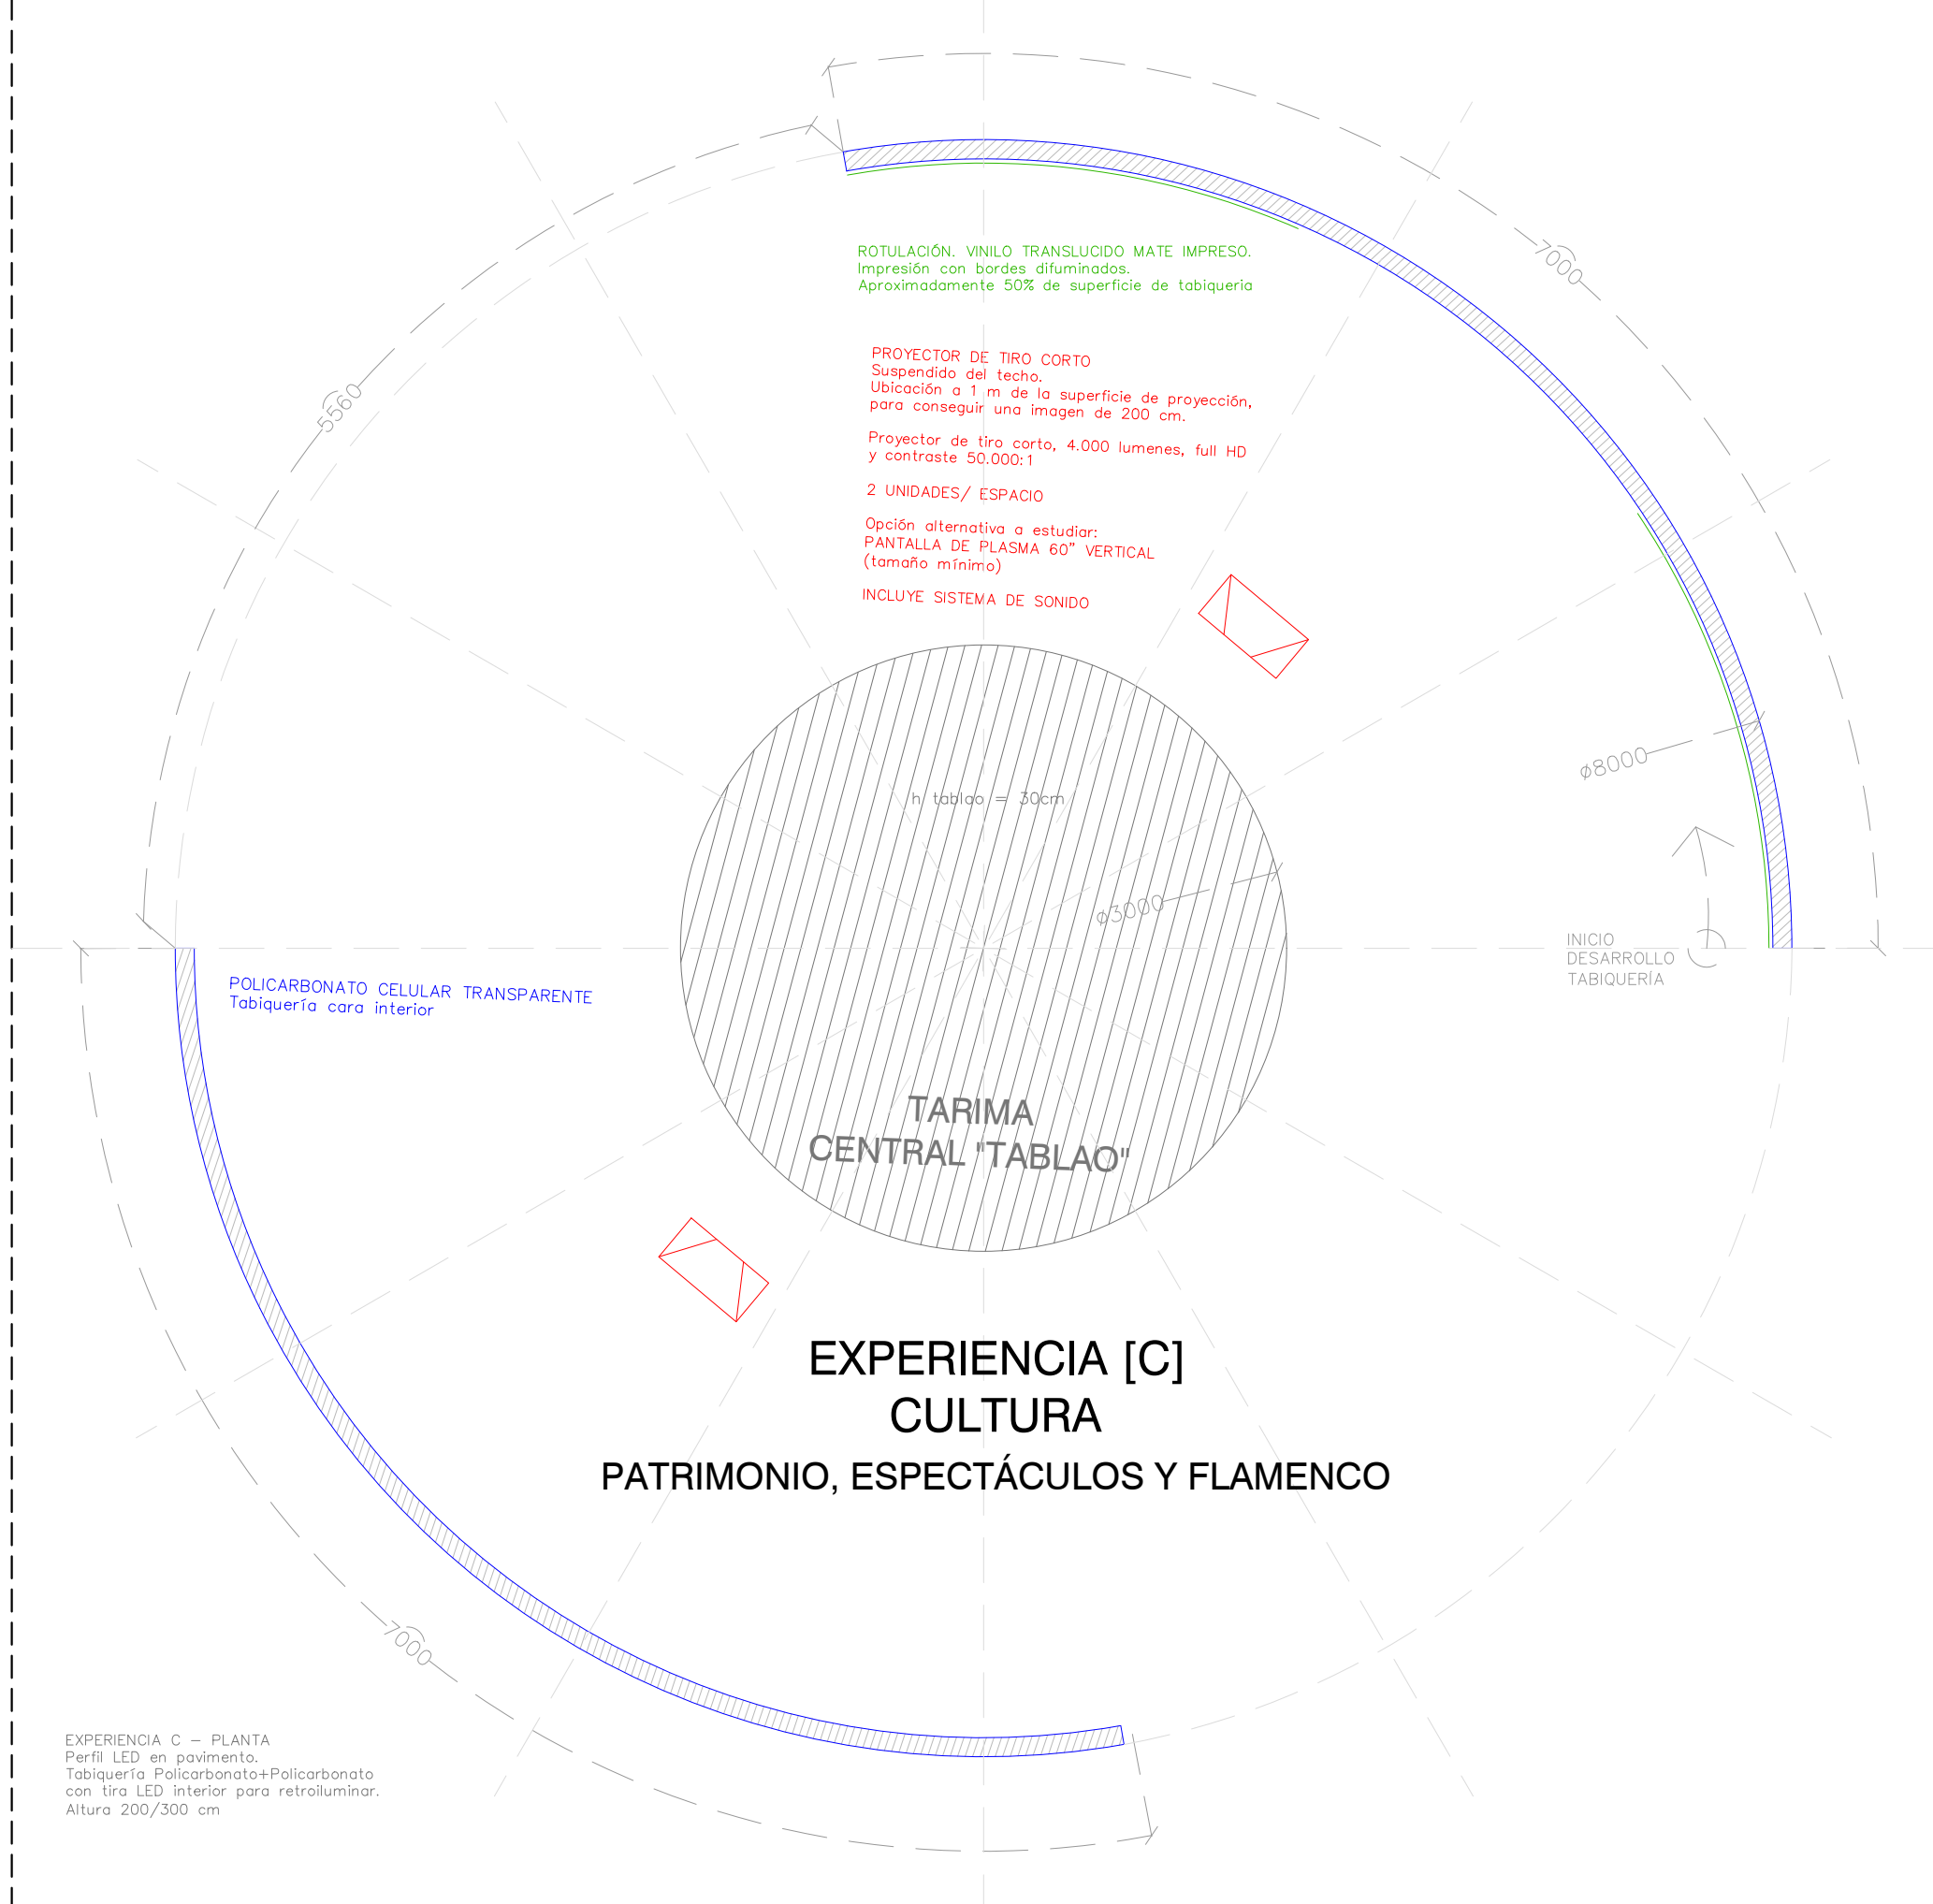 7000
5560
ROTULACIÓN. VINILO TRANSLUCIDO MATE IMPRESO.
Impresión con bordes difuminados.
Aproximadamente 50% de superficie de tabiqueria
PROYECTOR DE TIRO CORTO
Suspendido del techo.
Ubicación a 1 m de la superficie de proyección,
para conseguir una imagen de 200 cm.
Proyector de tiro corto, 4.000 lumenes, full HD
y contraste 50.000:1
2 UNIDADES/ ESPACIO
Opción alternativa a estudiar:
PANTALLA DE PLASMA 60” VERTICAL
(tamaño mínimo)
INCLUYE SISTEMA DE SONIDO
ø8000
h tablao = 30cm
ø3000
INICIO
DESARROLLO
TABIQUERÍA
POLICARBONATO CELULAR TRANSPARENTE
Tabiquería cara interior
TARIMA
CENTRAL "TABLAO"
EXPERIENCIA [C]
CULTURA
PATRIMONIO, ESPECTÁCULOS Y FLAMENCO
7000
EXPERIENCIA C – PLANTA
Perfil LED en pavimento.
Tabiquería Policarbonato+Policarbonato
con tira LED interior para retroiluminar.
Altura 200/300 cm